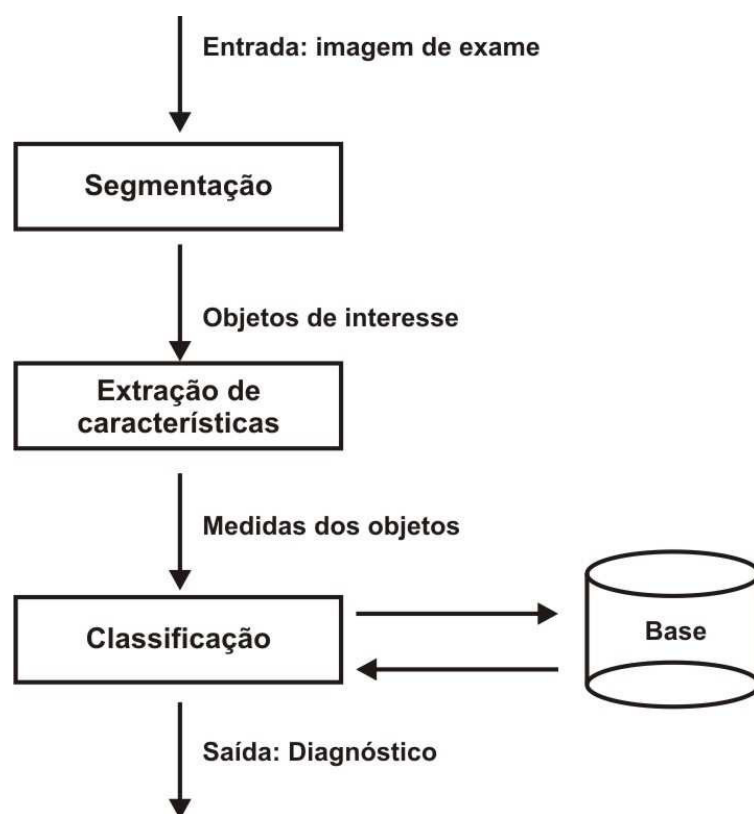 Entrada: imagem de exame
Segmentação
Objetos de interesse
Extração de
características
Medidas dos objetos
Classificação
Base
Saída: Diagnóstico